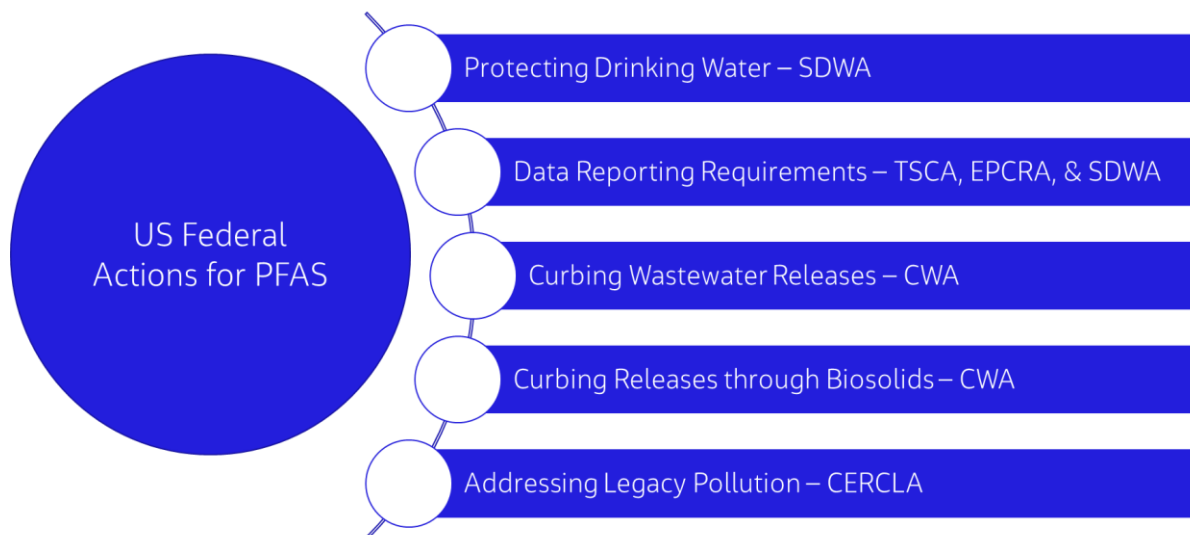 US Federal
Actions for PFAS
Protecting Drinking Water – SDWA
Data Reporting Requirements – TSCA, EPCRA, & SDWA
Curbing Wastewater Releases – CWA
Curbing Releases through Biosolids – CWA
Addressing Legacy Pollution – CERCLA